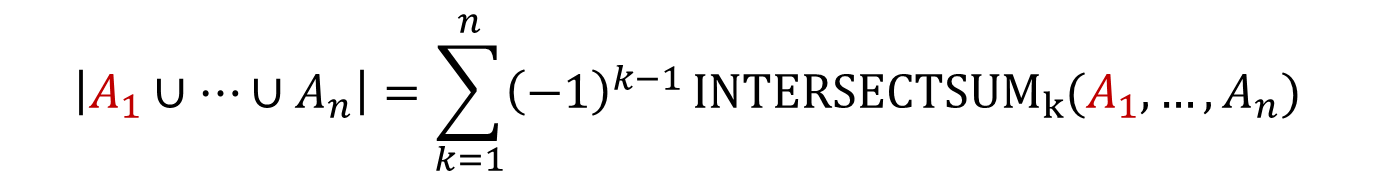 |A₁ ∪ ⋯ ∪ Aₙ| = ∑ₖ₌₁ⁿ (−1)ᵏ⁻¹ INTERSECTSUMₖ(A₁, … , Aₙ)